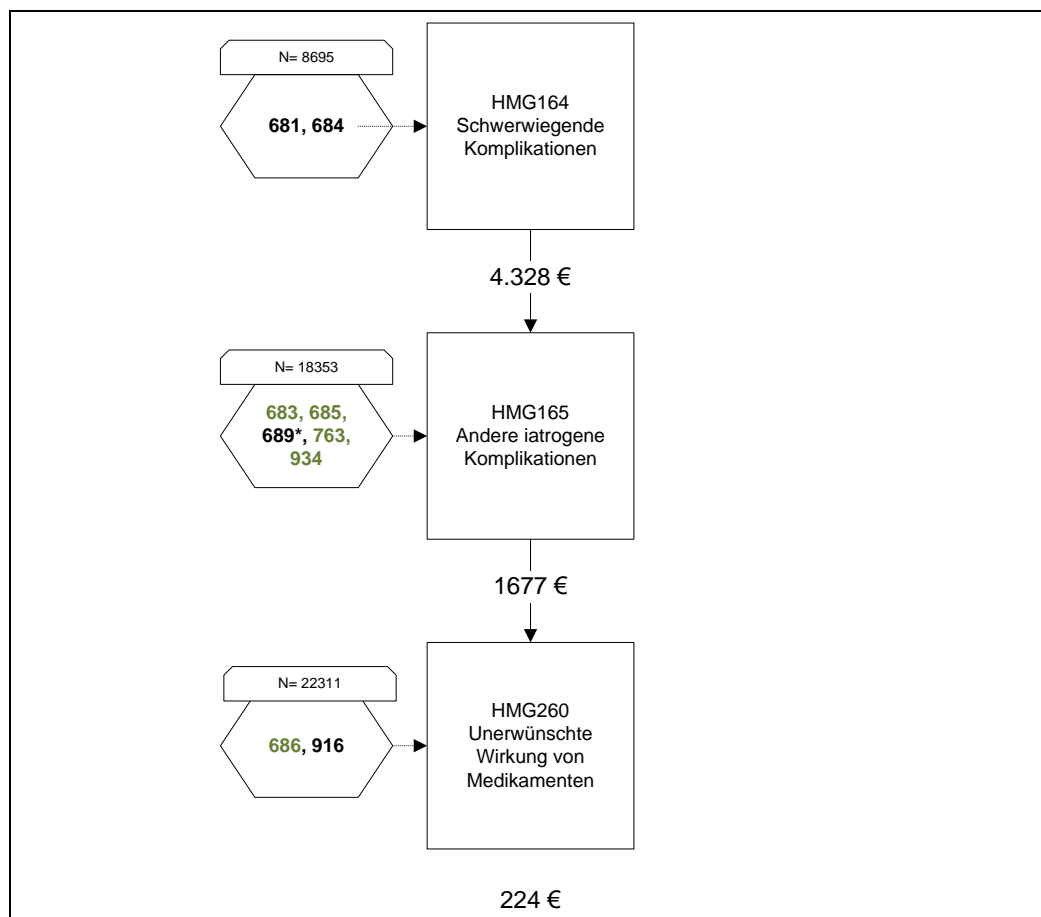 N= 8695
681, 684
HMG164
Schwerwiegende
Komplikationen
4.328 €
N= 18353
683, 685,
689*, 763,
934
HMG165
Andere iatrogene
Komplikationen
1677 €
N= 22311
686, 916
HMG260
Unerwünschte
Wirkung von
Medikamenten
224 €